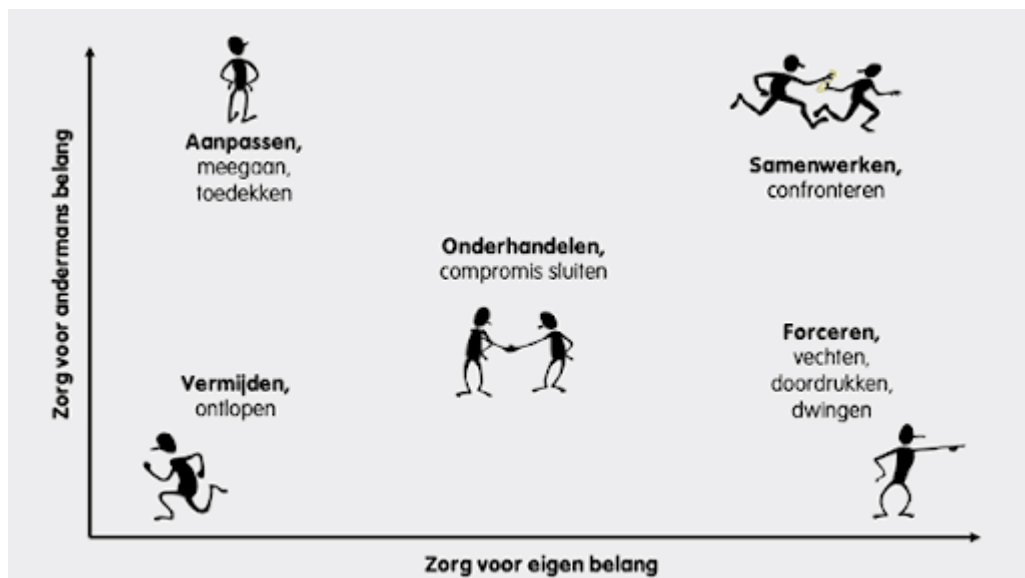 Zorg voor andermans belang
Aanpassen,
meegaan,
toedekken
Samenwerken,
confronteren
Onderhandelen,
compromis sluiten
Vermijden,
ontlopen
Forceren,
vechten,
doordrukken,
dwingen
Zorg voor eigen belang